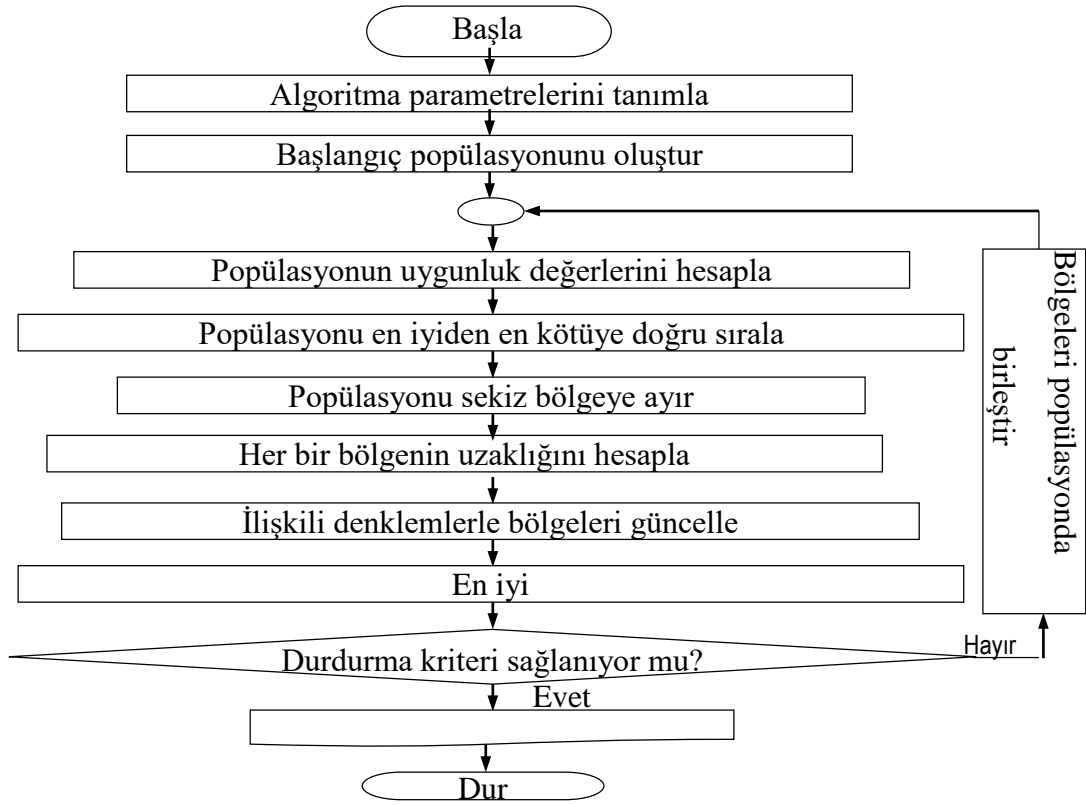 Başla
Algoritma parametrelerini tanımla
Başlangıç popülasyonunu oluştur
Popülasyonun uygunluk değerlerini hesapla
Popülasyonu en iyiden en kötüye doğru sırala
Popülasyonu sekiz bölgeye ayır
Her bir bölgenin uzaklığını hesapla
İlişkili denklemlerle bölgeleri güncelle
En iyi
Durdurma kriteri sağlanıyor mu?
Hayır
Bölgeleri popülasyonda
birleştir
Evet
Dur